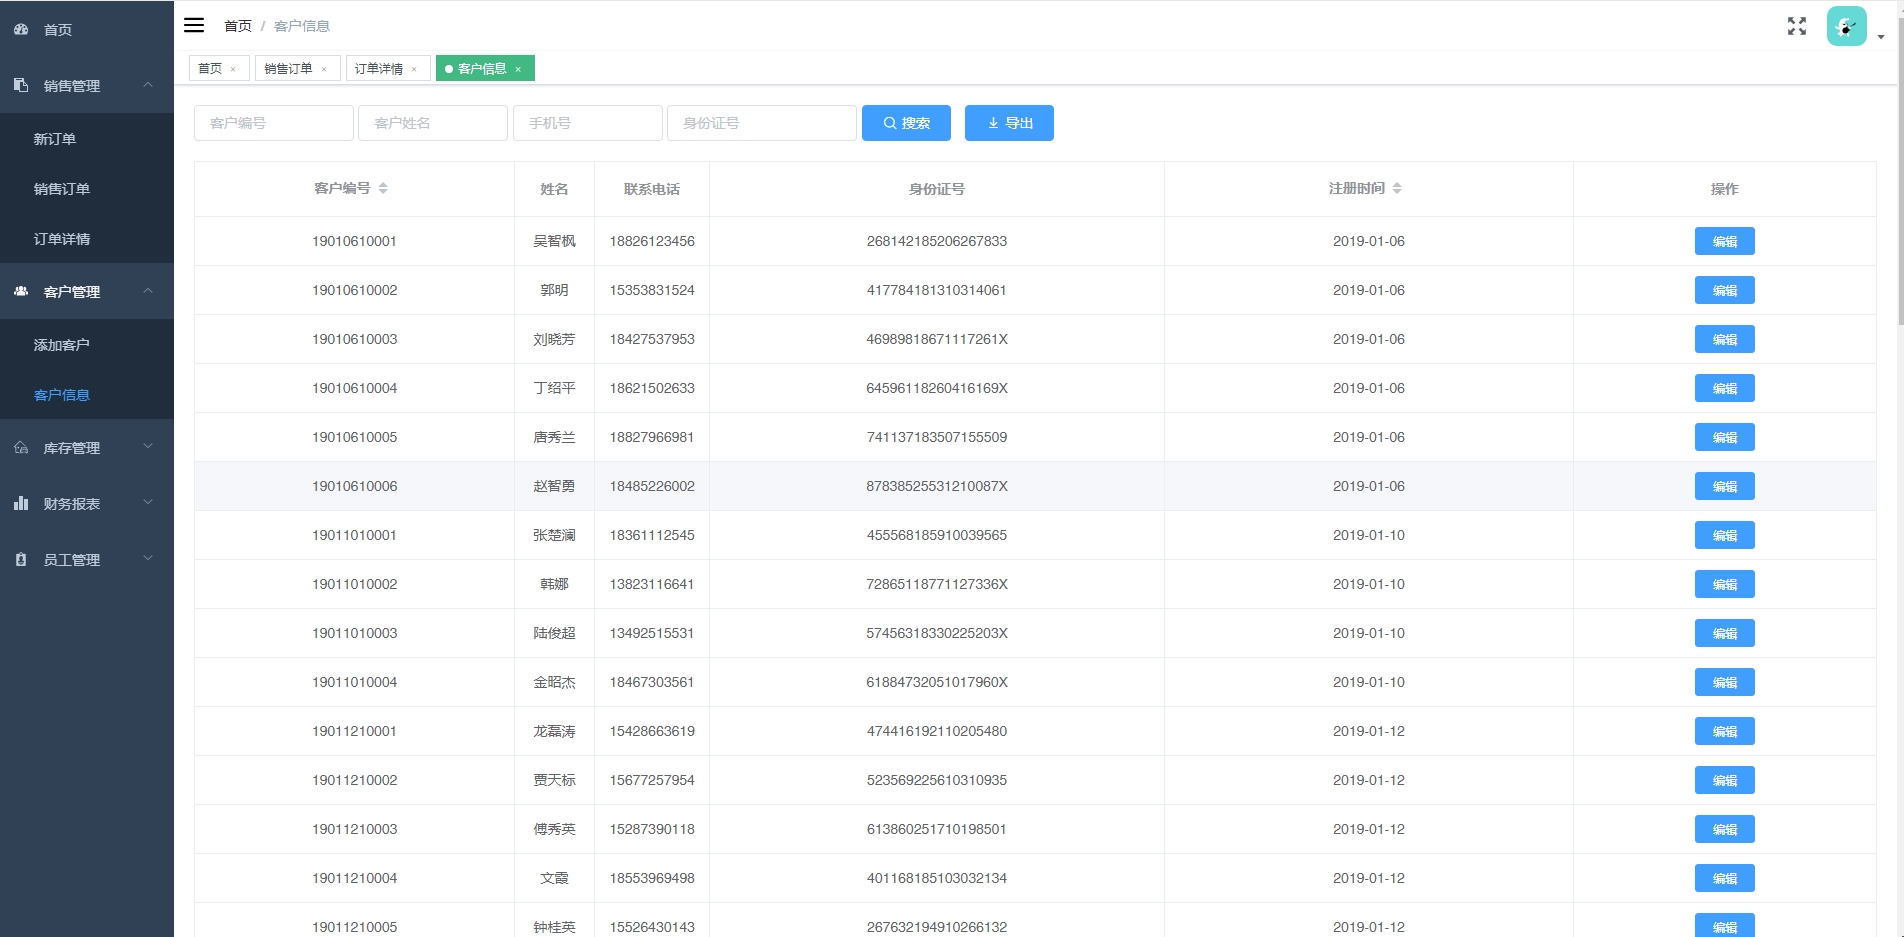 首页
销售管理
新订单
销售订单
订单详情
客户管理
添加客户
客户信息
库存管理
财务报表
员工管理
首页 / 客户信息
首页 × 销售订单 × 订单详情 × 客户信息 ×
客户编号 客户姓名 手机号 身份证号 搜索 导出
客户编号 姓名 联系电话 身份证号 注册时间 操作
19010610001 吴智枫 18826123456 268142185206267833 2019-01-06 编辑
19010610002 郭明 15353831524 417784181310314061 2019-01-06 编辑
19010610003 刘晓芳 18427537953 46989818671117261X 2019-01-06 编辑
19010610004 丁绍平 18621502633 64596118260416169X 2019-01-06 编辑
19010610005 唐秀兰 18827966981 741137183507155509 2019-01-06 编辑
19010610006 赵智勇 18485226002 87838525531210087X 2019-01-06 编辑
19011010001 张楚澜 18361112545 455568185910039565 2019-01-10 编辑
19011010002 韩娜 13823116641 72865118771127336X 2019-01-10 编辑
19011010003 陆俊超 13492515531 57456318330225203X 2019-01-10 编辑
19011010004 金昭杰 18467303561 61884732051017960X 2019-01-10 编辑
19011210001 龙磊涛 15428663619 474416192110205480 2019-01-12 编辑
19011210002 贾天标 15677257954 523569225610310935 2019-01-12 编辑
19011210003 傅秀英 15287390118 613860251710198501 2019-01-12 编辑
19011210004 文霞 18553969498 401168185103032134 2019-01-12 编辑
19011210005 钟桂英 15526430143 267632194910266132 2019-01-12 编辑